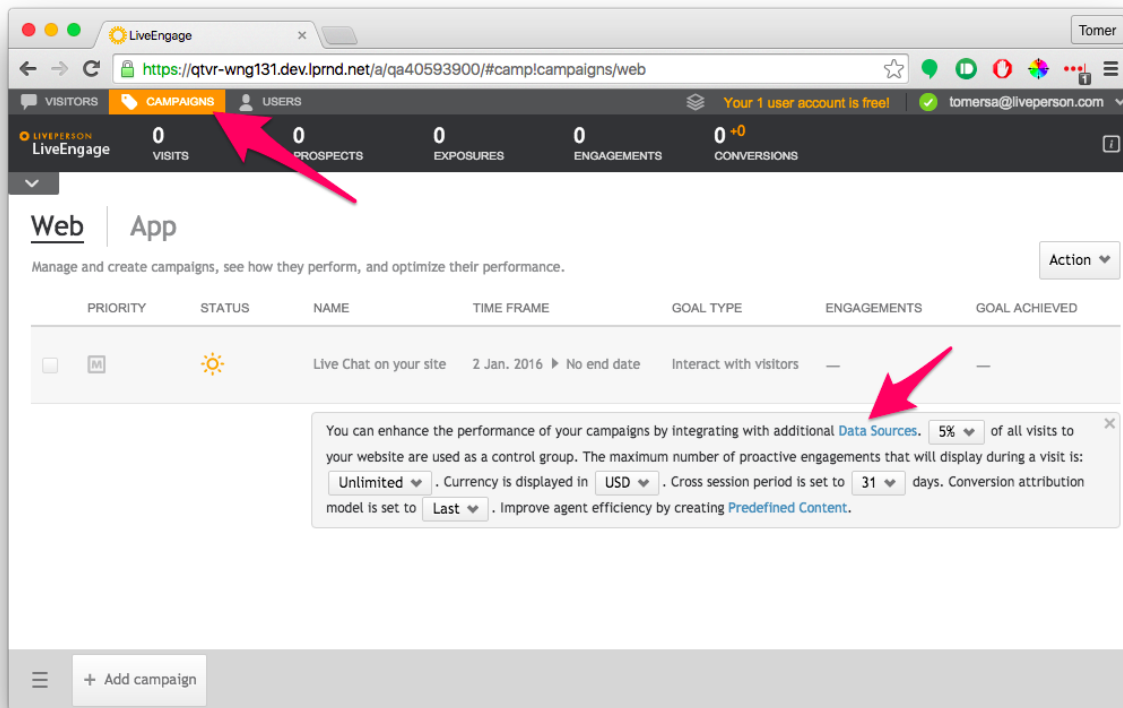 LiveEngage
Tomer
https://qtvr-wng131.dev.lprnd.net/a/qa40593900/#camp!campaigns/web
1
VISITORS CAMPAIGNS USERS Your 1 user account is free! tomersa@liveperson.com
LIVEPERSON
LiveEngage
0 0 0 0 0 +0
VISITS PROSPECTS EXPOSURES ENGAGEMENTS CONVERSIONS
i
Web App
Manage and create campaigns, see how they perform, and optimize their performance.
Action
PRIORITY STATUS NAME TIME FRAME GOAL TYPE ENGAGEMENTS GOAL ACHIEVED
M Live Chat on your site 2 Jan. 2016 No end date Interact with visitors — —
You can enhance the performance of your campaigns by integrating with additional Data Sources. 5% of all visits to
your website are used as a control group. The maximum number of proactive engagements that will display during a visit is:
Unlimited . Currency is displayed in USD . Cross session period is set to 31 days. Conversion attribution
model is set to Last . Improve agent efficiency by creating Predefined Content.
+ Add campaign